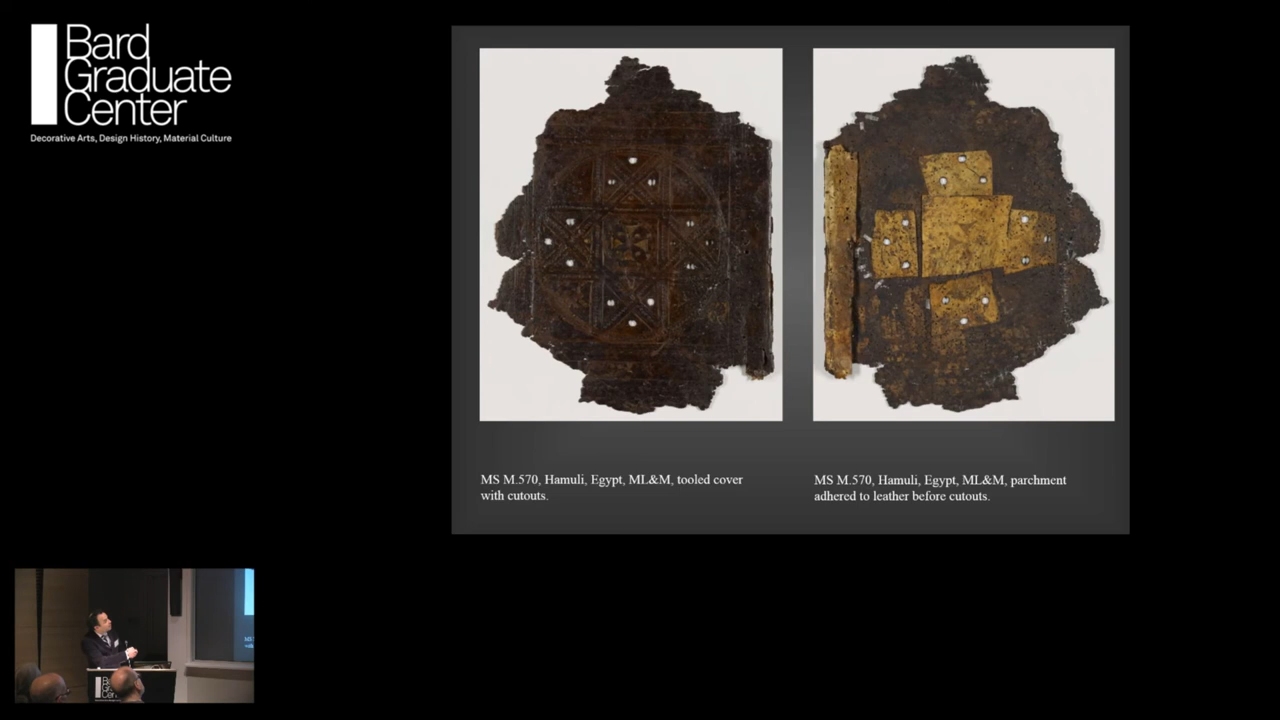 Bard
Graduate
Center
Decorative Arts, Design History, Material Culture
MS M.570, Hamuli, Egypt, ML&M, tooled cover
with cutouts.
MS M.570, Hamuli, Egypt, ML&M, parchment
adhered to leather before cutouts.